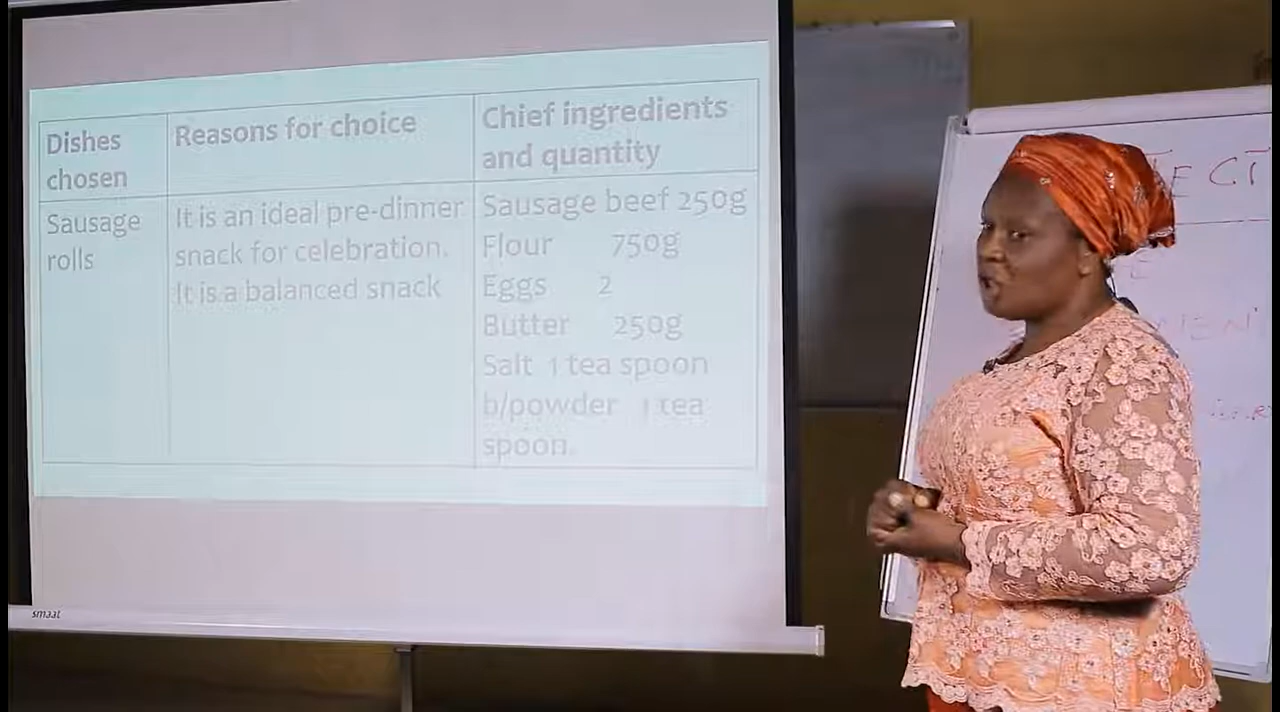 Dishes chosen
Reasons for choice
Chief ingredients and quantity
Sausage rolls
It is an ideal pre-dinner
snack for celebration.
It is a balanced snack
Sausage beef 250g
Flour 750g
Eggs 2
Butter 250g
Salt 1 tea spoon
b/powder 1 tea
spoon.
smaat